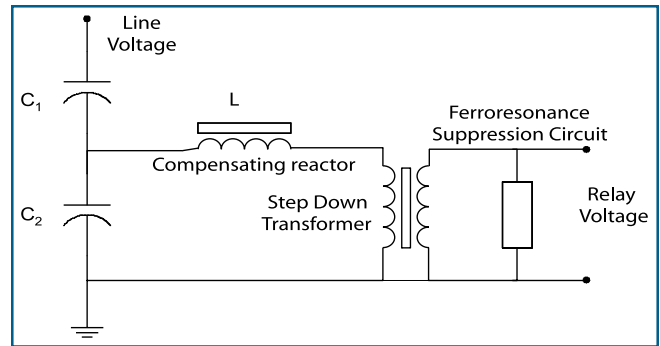 Line
Voltage
C₁
L
Ferroresonance
Suppression Circuit
Compensating reactor
Step Down
Transformer
Relay
Voltage
C₂